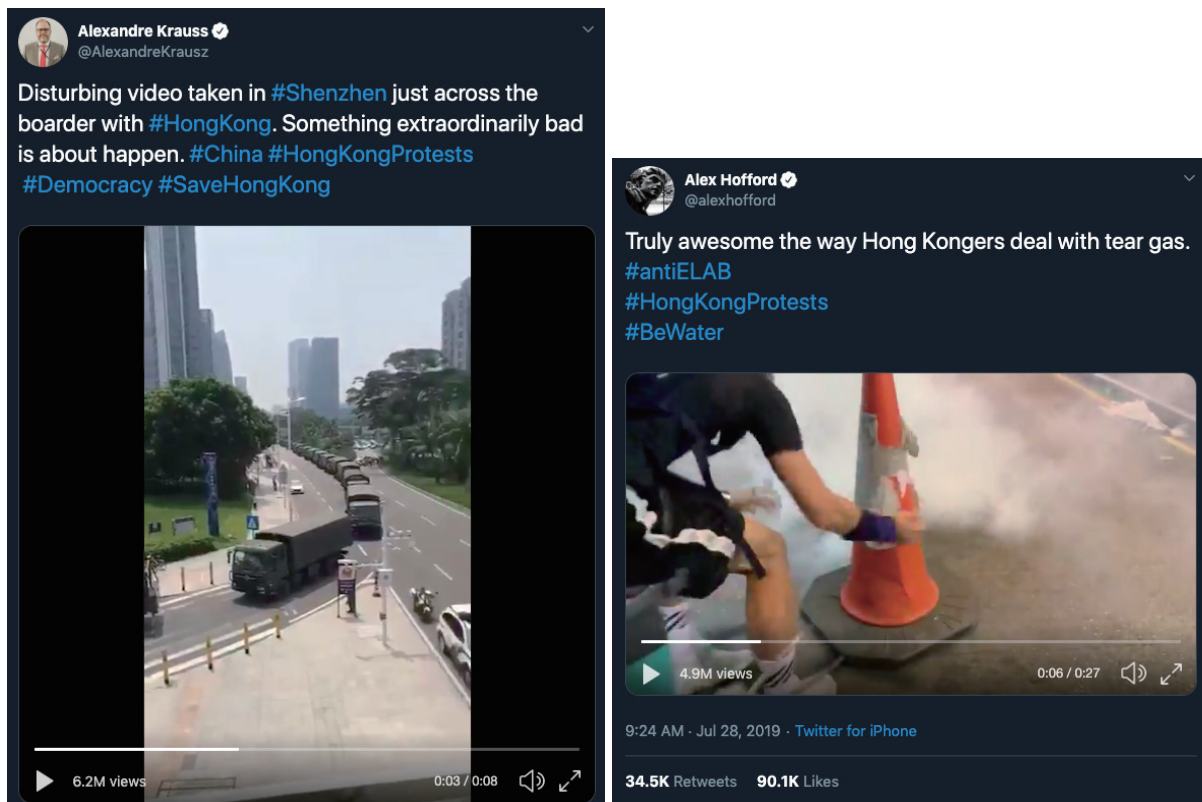 Alexandre Krauss
@AlexandreKrausz
Disturbing video taken in #Shenzhen just across the
boarder with #HongKong. Something extraordinarily bad
is about happen. #China #HongKongProtests
#Democracy #SaveHongKong
6.2M views
0:03 / 0:08
Alex Hofford
@alexhofford
Truly awesome the way Hong Kongers deal with tear gas.
#antiELAB
#HongKongProtests
#BeWater
4.9M views
0:06 / 0:27
9:24 AM · Jul 28, 2019 · Twitter for iPhone
34.5K Retweets 90.1K Likes